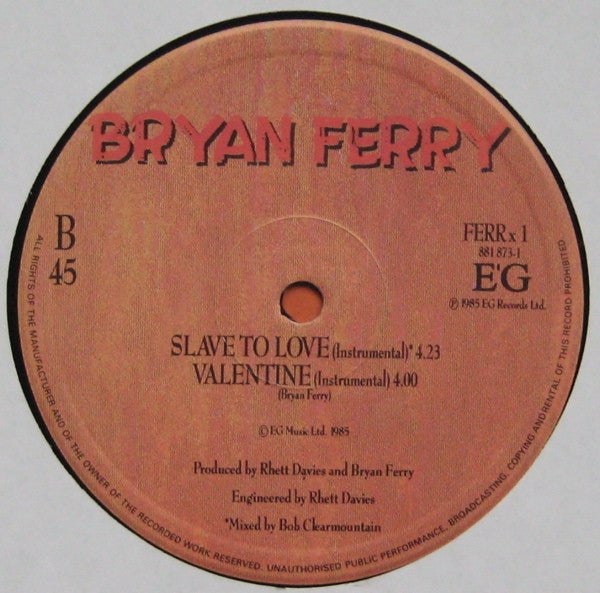 BRYAN FERRY
B
45
FERR x 1
881 873-1
E'G
℗ 1985 EG Records Ltd.
SLAVE TO LOVE (Instrumental)* 4.23
VALENTINE (Instrumental) 4.00
(Bryan Ferry)
© EG Music Ltd. 1985
Produced by Rhett Davies and Bryan Ferry
Engineered by Rhett Davies
*Mixed by Bob Clearmountain
ALL RIGHTS OF THE MANUFACTURER AND OF THE OWNER OF THE RECORDED WORK RESERVED. UNAUTHORISED PUBLIC PERFORMANCE, BROADCASTING, COPYING AND RENTAL OF THIS RECORD PROHIBITED